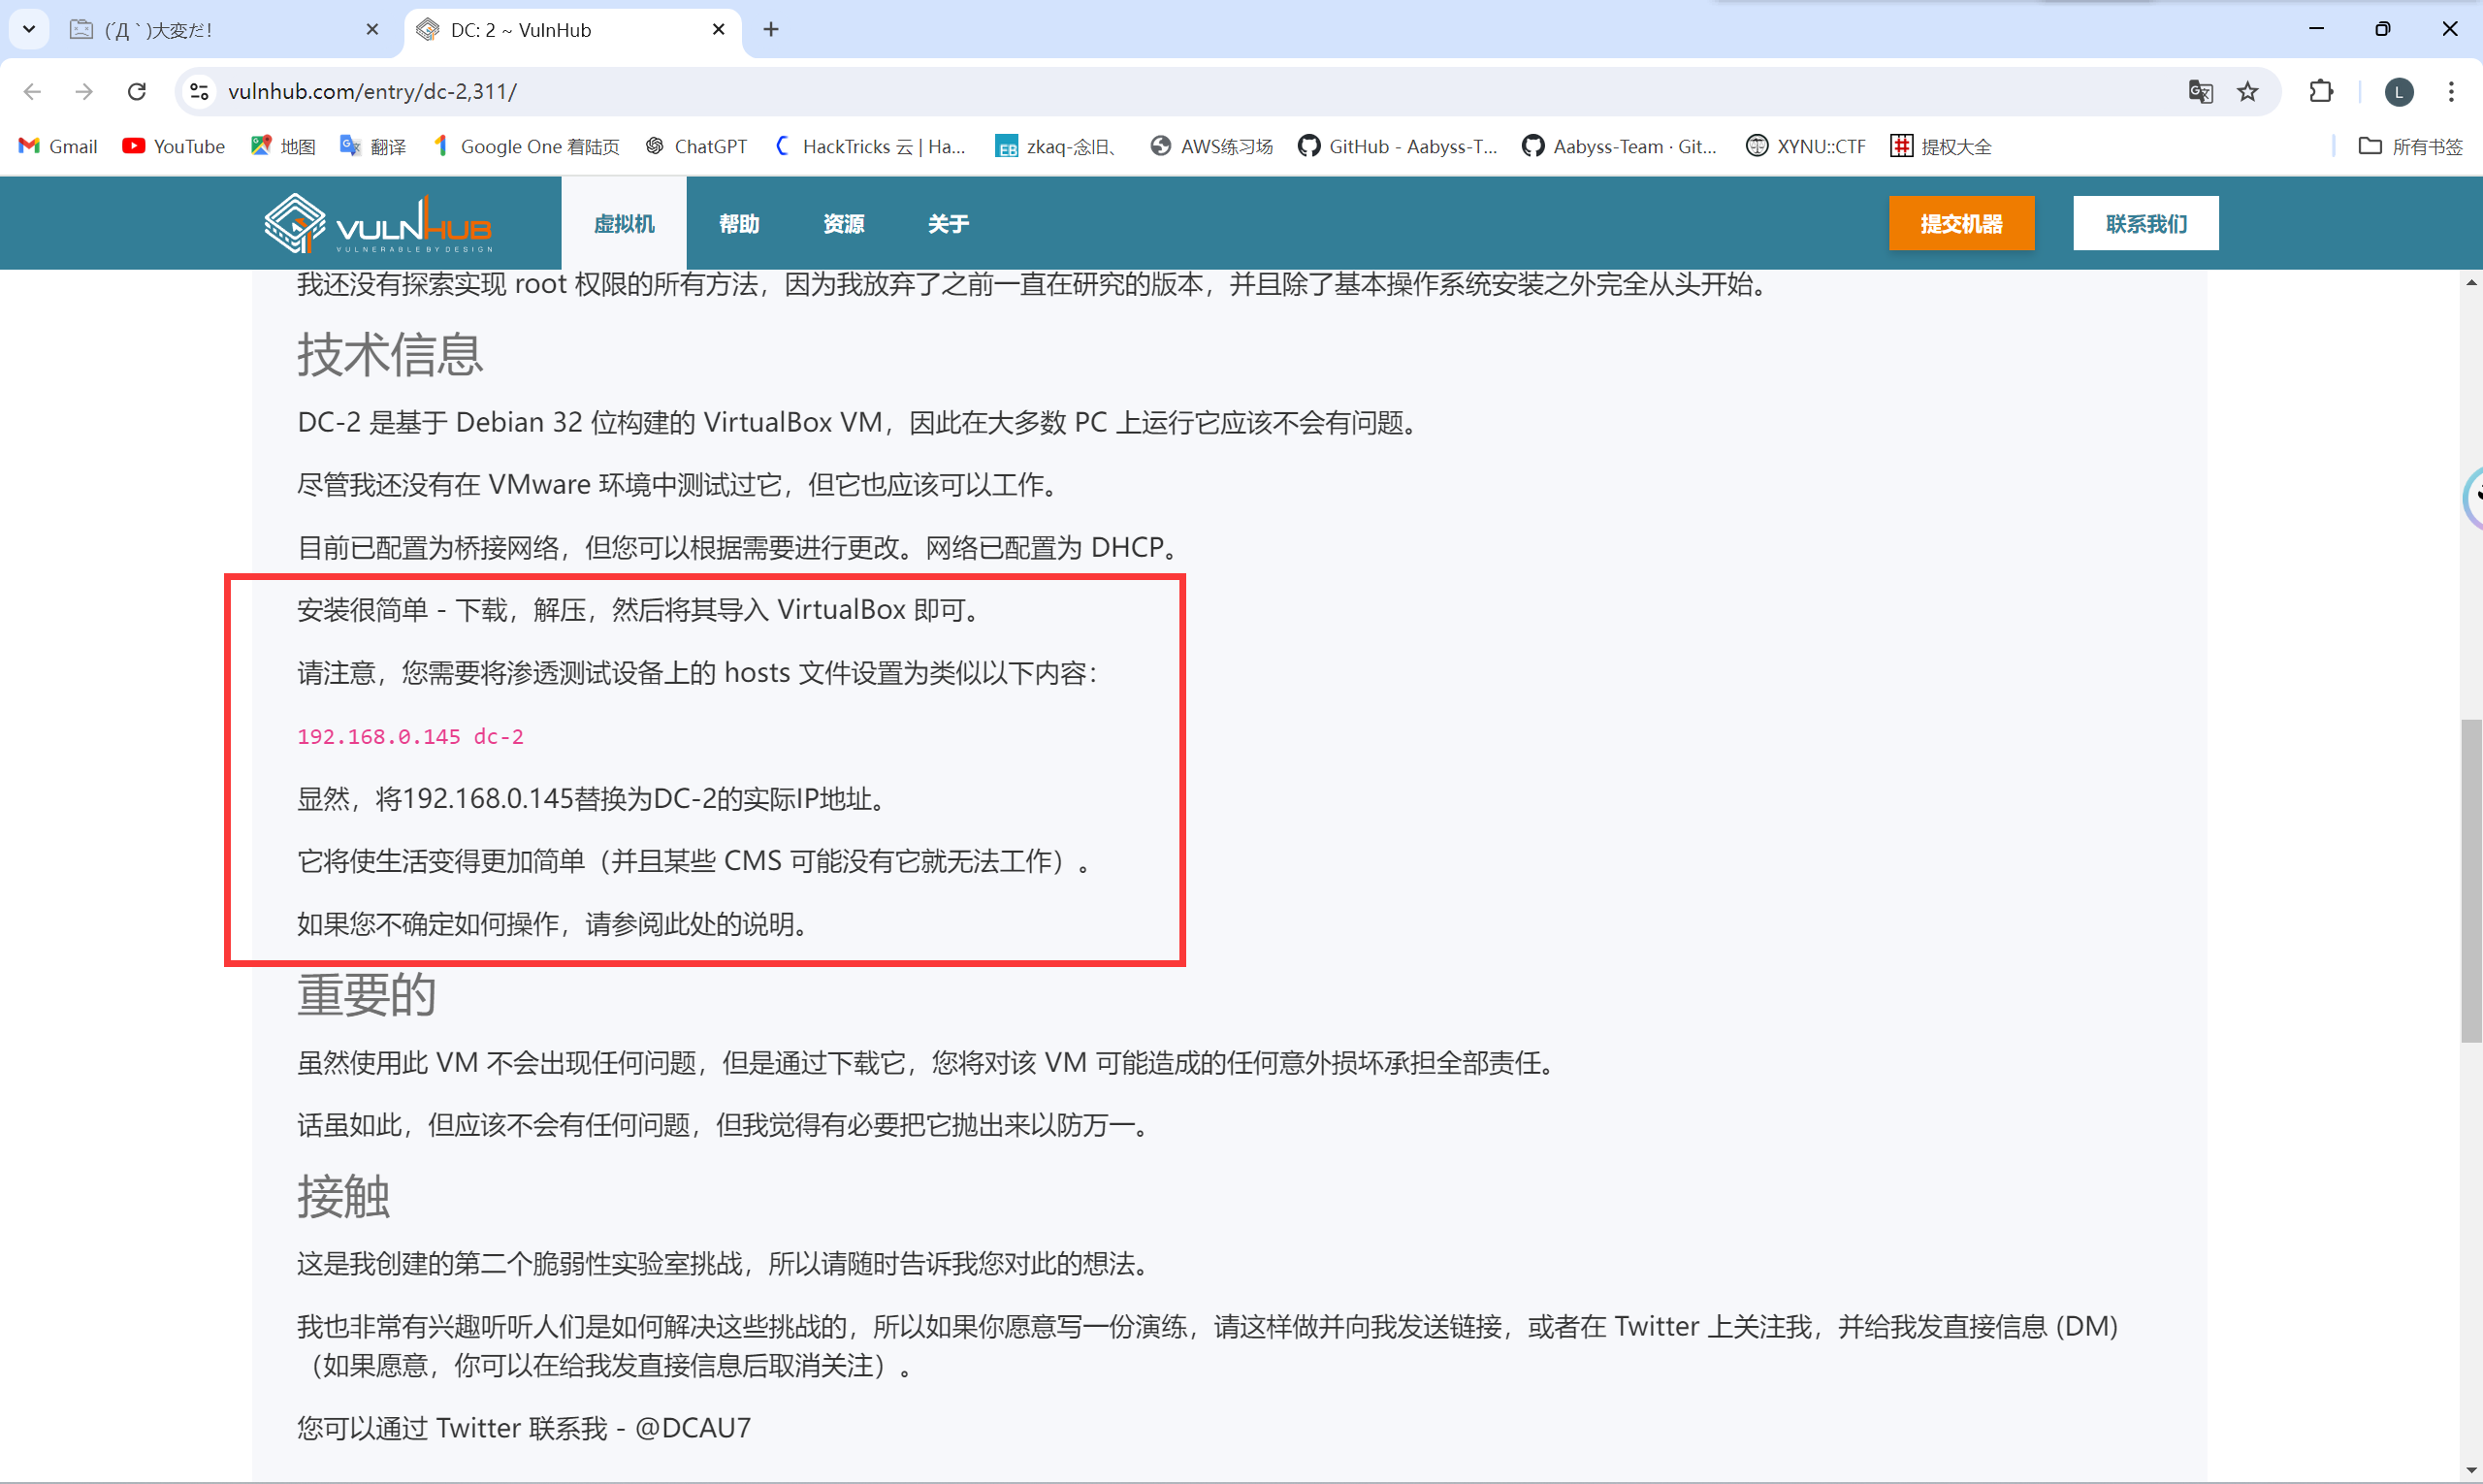 (´Д｀)大変だ!
DC: 2 ~ VulnHub
vulnhub.com/entry/dc-2,311/
L
Gmail
YouTube
地图
翻译
Google One 着陆页
ChatGPT
HackTricks 云 | Ha...
zkaq-念旧、
AWS练习场
GitHub - Aabyss-T...
Aabyss-Team · Git...
XYNU::CTF
提权大全
所有书签
VULNHUB
VULNERABLE BY DESIGN
虚拟机
帮助
资源
关于
提交机器
联系我们
我还没有探索实现 root 权限的所有方法，因为我放弃了之前一直在研究的版本，并且除了基本操作系统安装之外完全从头开始。
技术信息
DC-2 是基于 Debian 32 位构建的 VirtualBox VM，因此在大多数 PC 上运行它应该不会有问题。
尽管我还没有在 VMware 环境中测试过它，但它也应该可以工作。
目前已配置为桥接网络，但您可以根据需要进行更改。网络已配置为 DHCP。
安装很简单 - 下载，解压，然后将其导入 VirtualBox 即可。
请注意，您需要将渗透测试设备上的 hosts 文件设置为类似以下内容：
192.168.0.145 dc-2
显然，将192.168.0.145替换为DC-2的实际IP地址。
它将使生活变得更加简单（并且某些 CMS 可能没有它就无法工作）。
如果您不确定如何操作，请参阅此处的说明。
重要的
虽然使用此 VM 不会出现任何问题，但是通过下载它，您将对该 VM 可能造成的任何意外损坏承担全部责任。
话虽如此，但应该不会有任何问题，但我觉得有必要把它抛出来以防万一。
接触
这是我创建的第二个脆弱性实验室挑战，所以请随时告诉我您对此的想法。
我也非常有兴趣听听人们是如何解决这些挑战的，所以如果你愿意写一份演练，请这样做并向我发送链接，或者在 Twitter 上关注我，并给我发直接信息 (DM)
（如果愿意，你可以在给我发直接信息后取消关注）。
您可以通过 Twitter 联系我 - @DCAU7